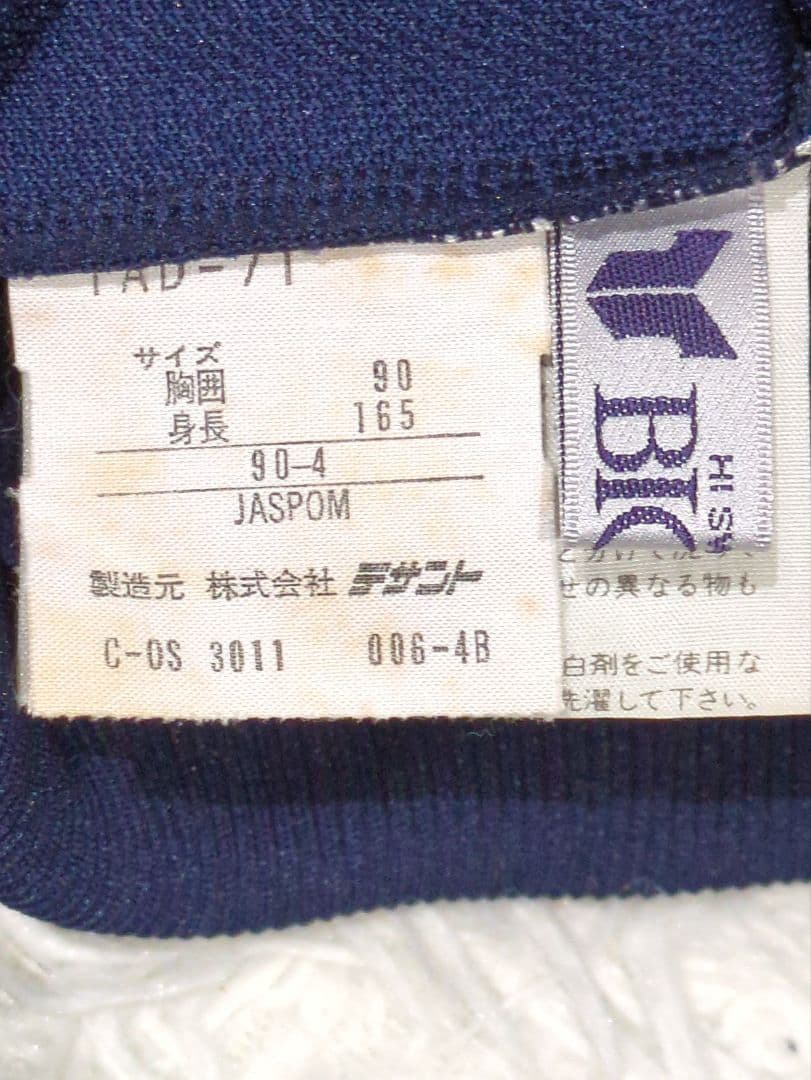 サイズ
胸囲 90
身長 165
90-4
JASPOM
製造元 株式会社 デサント
C-OS 3011 006-4B
BIG
HI S
せの異なる物も
白剤をご使用な
洗濯して下さい。